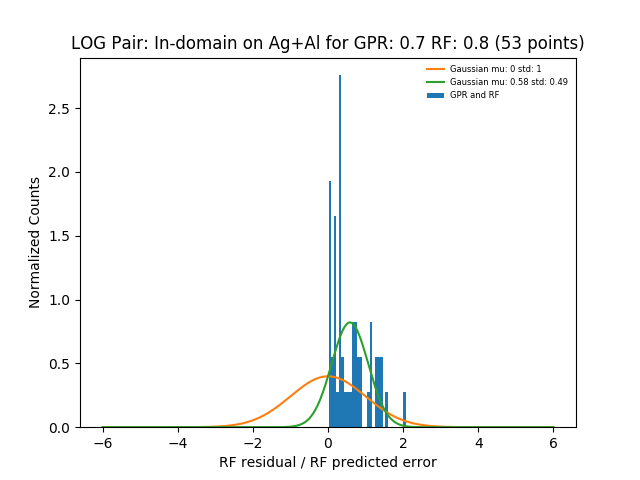 LOG Pair: In-domain on Ag+Al for GPR: 0.7 RF: 0.8 (53 points)
Gaussian mu: 0 std: 1
Gaussian mu: 0.58 std: 0.49
GPR and RF
Normalized Counts
2.5
2.0
1.5
1.0
0.5
0.0
−6 −4 −2 0 2 4 6
RF residual / RF predicted error